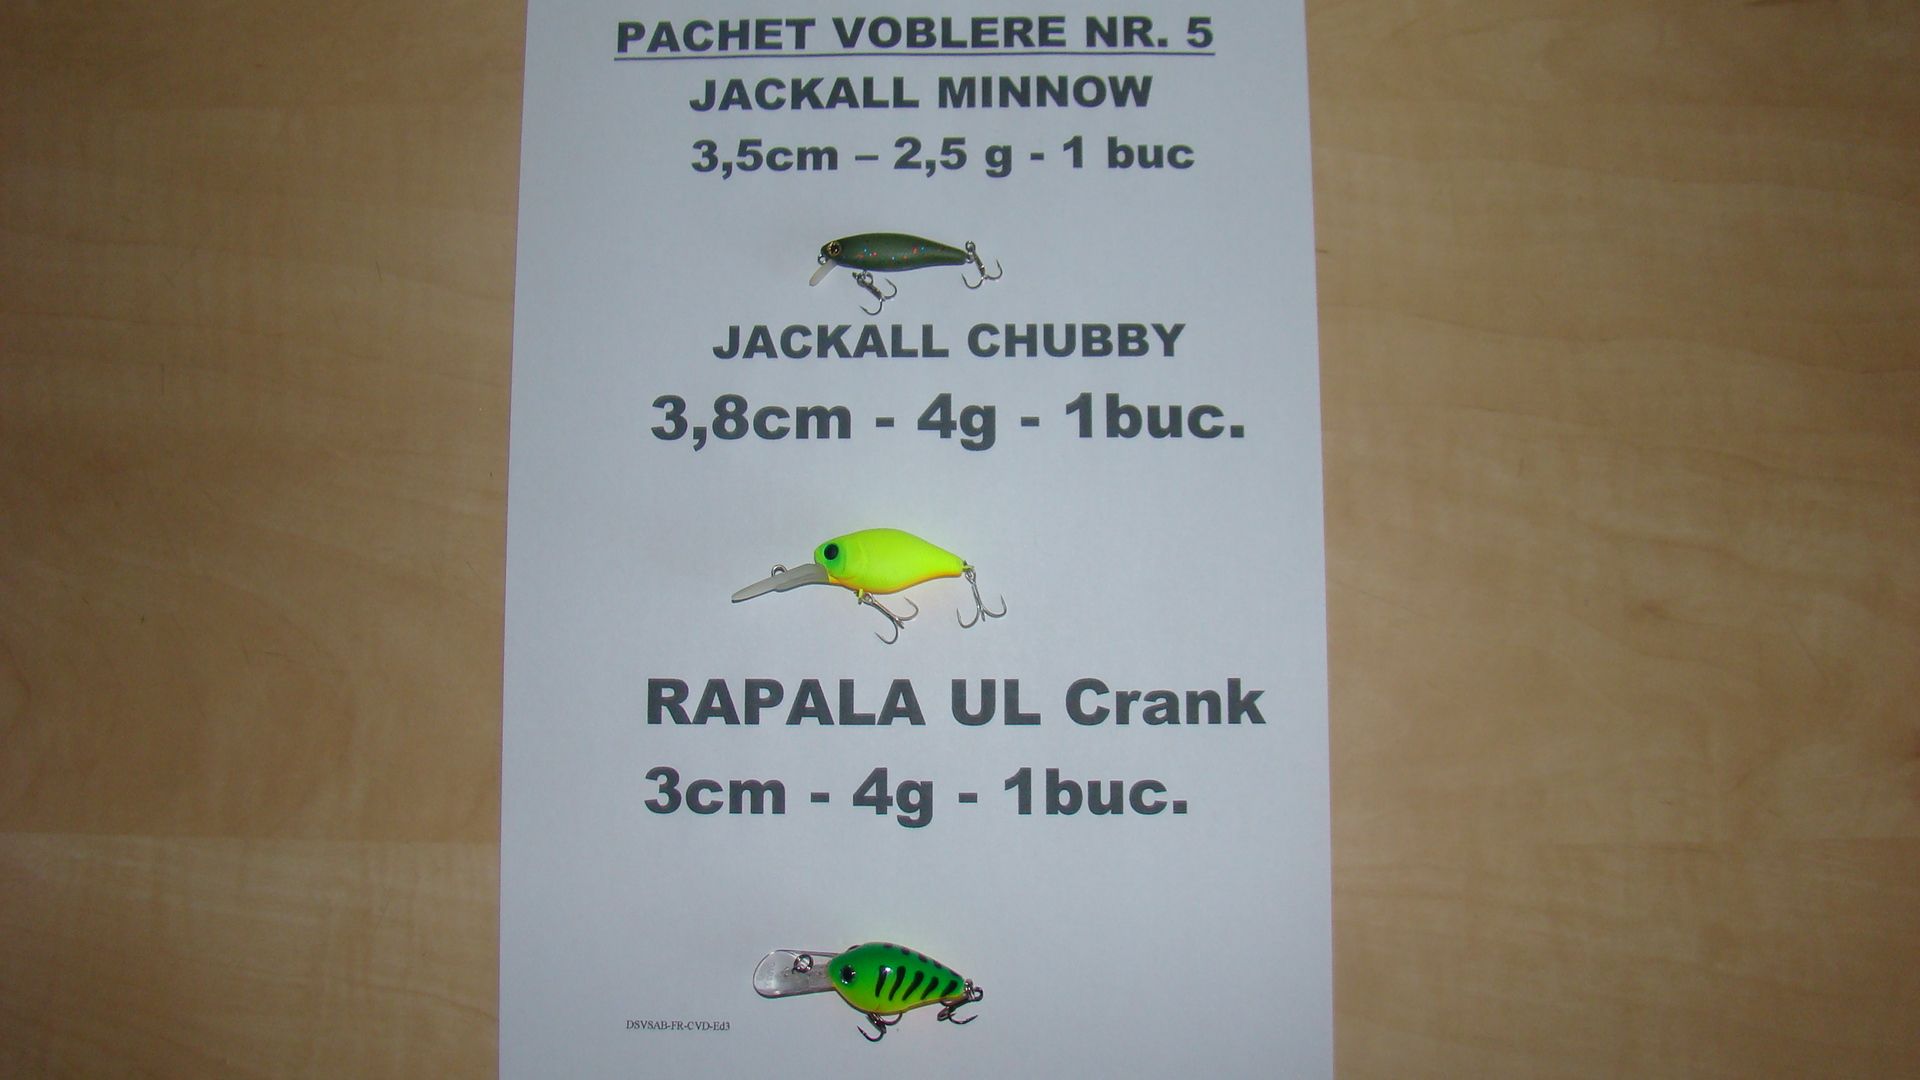 PACHET VOBLERE NR. 5
JACKALL MINNOW
3,5cm – 2,5 g - 1 buc
JACKALL CHUBBY
3,8cm - 4g - 1buc.
RAPALA UL Crank
3cm - 4g - 1buc.
DSVSAB-FR-CVD-Ed3